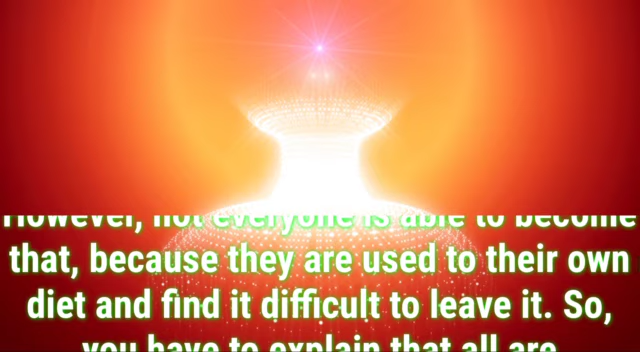 However, not everyone is able to become
that, because they are used to their own
diet and find it difficult to leave it. So,
you have to explain that all are